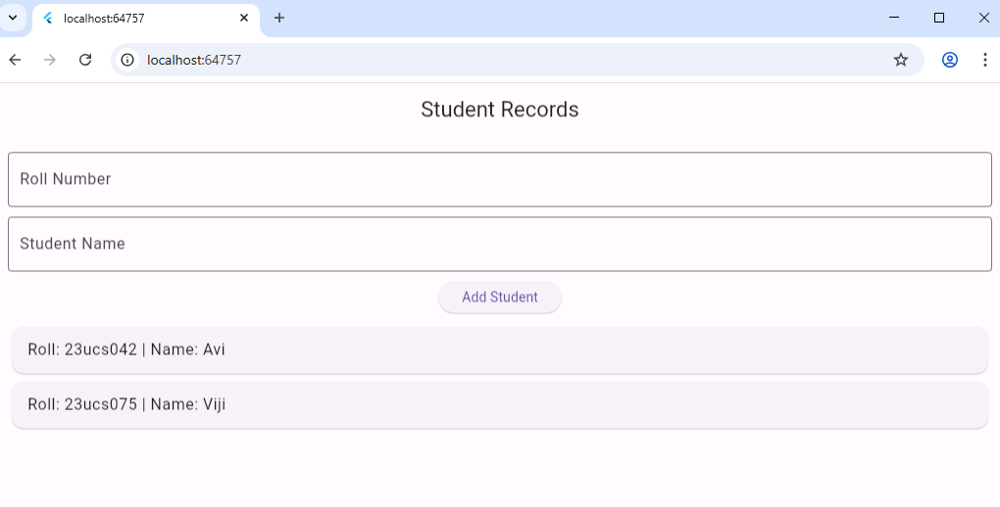 localhost:64757
localhost:64757
Student Records
Roll Number
Student Name
Add Student
Roll: 23ucs042 | Name: Avi
Roll: 23ucs075 | Name: Viji